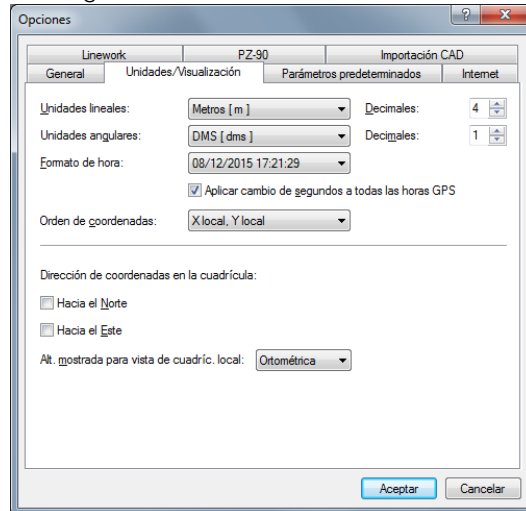 Opciones
Linework PZ-90 Importación CAD
General Unidades/Visualización Parámetros predeterminados Internet
Unidades lineales: Metros [ m ] Decimales: 4
Unidades angulares: DMS [ dms ] Decimales: 1
Formato de hora: 08/12/2015 17:21:29
Aplicar cambio de segundos a todas las horas GPS
Orden de coordenadas: X local, Y local
Dirección de coordenadas en la cuadrícula:
Hacia el Norte
Hacia el Este
Alt. mostrada para vista de cuadríc. local: Ortométrica
Aceptar Cancelar